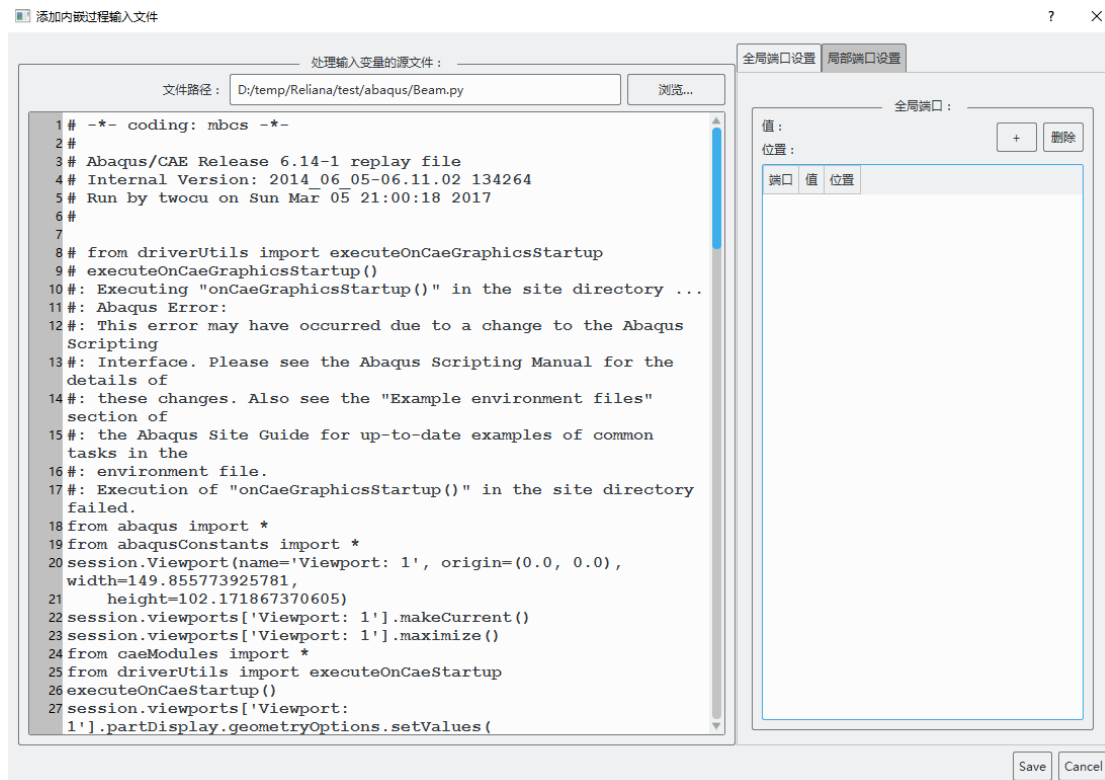 添加内嵌过程输入文件
处理输入变量的源文件：
文件路径： D:/temp/Reliana/test/abaqus/Beam.py 浏览...
1 # -*- coding: mbcs -*-
2 #
3 # Abaqus/CAE Release 6.14-1 replay file
4 # Internal Version: 2014_06_05-06.11.02 134264
5 # Run by twocu on Sun Mar 05 21:00:18 2017
6 #
7
8 # from driverUtils import executeOnCaeGraphicsStartup
9 # executeOnCaeGraphicsStartup()
10 #: Executing "onCaeGraphicsStartup()" in the site directory ...
11 #: Abaqus Error:
12 #: This error may have occurred due to a change to the Abaqus
Scripting
13 #: Interface. Please see the Abaqus Scripting Manual for the
details of
14 #: these changes. Also see the "Example environment files"
section of
15 #: the Abaqus Site Guide for up-to-date examples of common
tasks in the
16 #: environment file.
17 #: Execution of "onCaeGraphicsStartup()" in the site directory
failed.
18 from abaqus import *
19 from abaqusConstants import *
20 session.Viewport(name='Viewport: 1', origin=(0.0, 0.0),
width=149.855773925781,
21 height=102.171867370605)
22 session.viewports['Viewport: 1'].makeCurrent()
23 session.viewports['Viewport: 1'].maximize()
24 from caeModules import *
25 from driverUtils import executeOnCaeStartup
26 executeOnCaeStartup()
27 session.viewports['Viewport:
1'].partDisplay.geometryOptions.setValues(
全局端口设置 局部端口设置
全局端口：
值：
位置：
+ 删除
端口 值 位置
Save Cancel